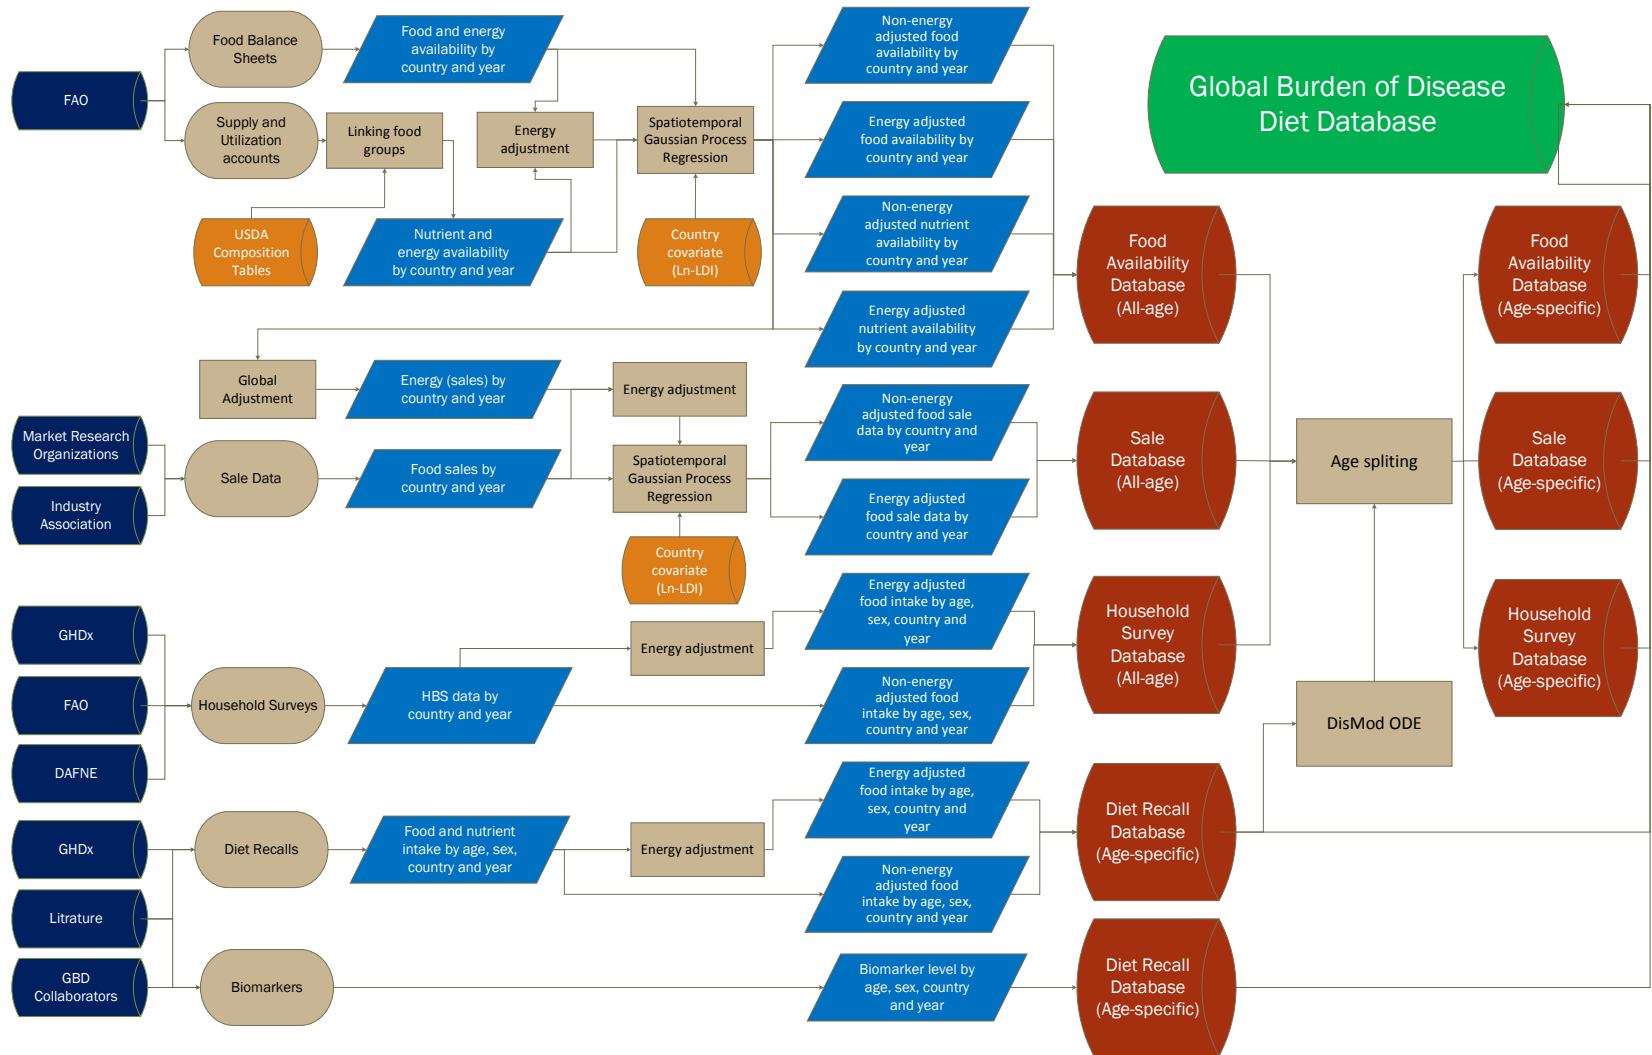 FAO
Food Balance
Sheets
Food and energy
availability by
country and year
Supply and
Utilization
accounts
Linking food
groups
USDA
Composition
Tables
Nutrient and
energy availability
by country and year
Energy
adjustment
Spatiotemporal
Gaussian Process
Regression
Country
covariate
(Ln-LDI)
Non-energy
adjusted food
availability by
country and year
Energy adjusted
food availability by
country and year
Non-energy
adjusted nutrient
availability by
country and year
Energy adjusted
nutrient availability
by country and year
Global Burden of Disease
Diet Database
Food
Availability
Database
(All-age)
Food
Availability
Database
(Age-specific)
Global
Adjustment
Energy (sales) by
country and year
Energy adjustment
Market Research
Organizations
Industry
Association
Sale Data
Food sales by
country and year
Spatiotemporal
Gaussian Process
Regression
Country
covariate
(Ln-LDI)
Non-energy
adjusted food sale
data by country and
year
Energy adjusted
food sale data by
country and year
Sale
Database
(All-age)
Age spliting
Sale
Database
(Age-specific)
GHDx
FAO
DAFNE
Household Surveys
HBS data by
country and year
Energy adjustment
Energy adjusted
food intake by age,
sex, country and
year
Non-energy
adjusted food
intake by age, sex,
country and year
Household
Survey
Database
(All-age)
DisMod ODE
Household
Survey
Database
(Age-specific)
GHDx
Litrature
GBD
Collaborators
Diet Recalls
Food and nutrient
intake by age, sex,
country and year
Energy adjustment
Energy adjusted
food intake by age,
sex, country and
year
Non-energy
adjusted food
intake by age, sex,
country and year
Diet Recall
Database
(Age-specific)
Biomarkers
Biomarker level by
age, sex, country
and year
Diet Recall
Database
(Age-specific)